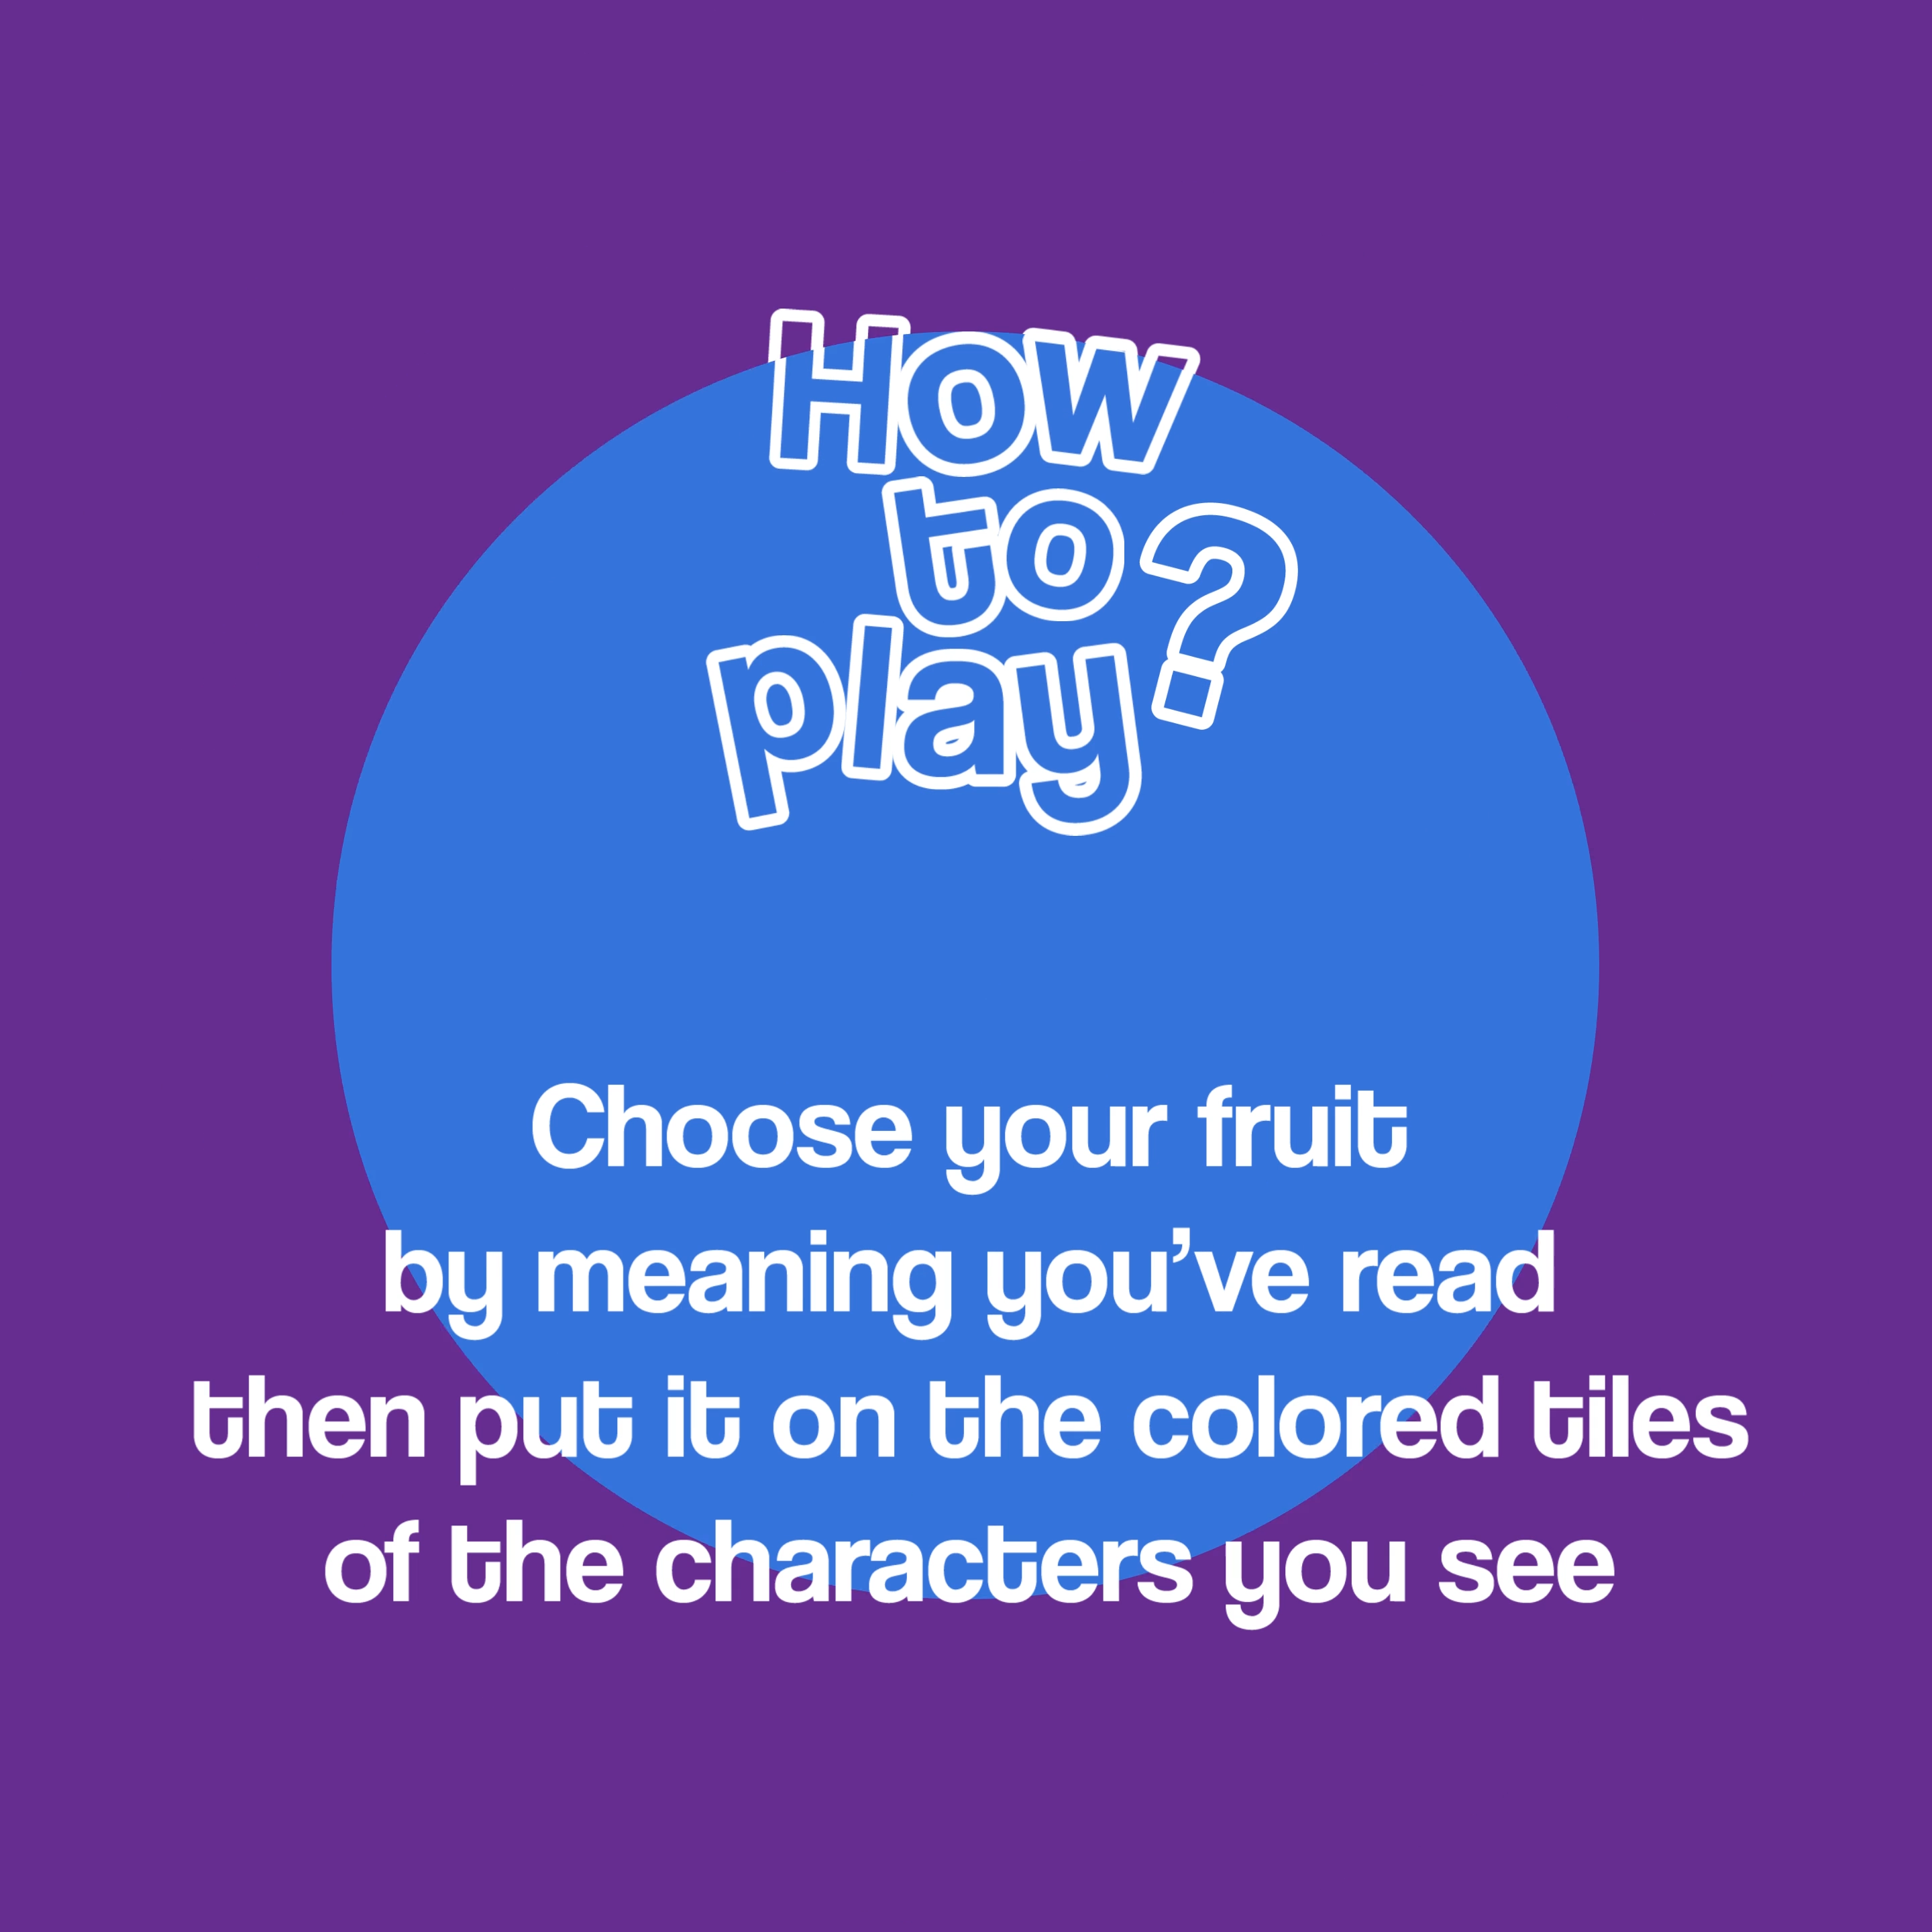 How
to
play?
Choose your fruit
by meaning you’ve read
then put it on the colored tiles
of the characters you see